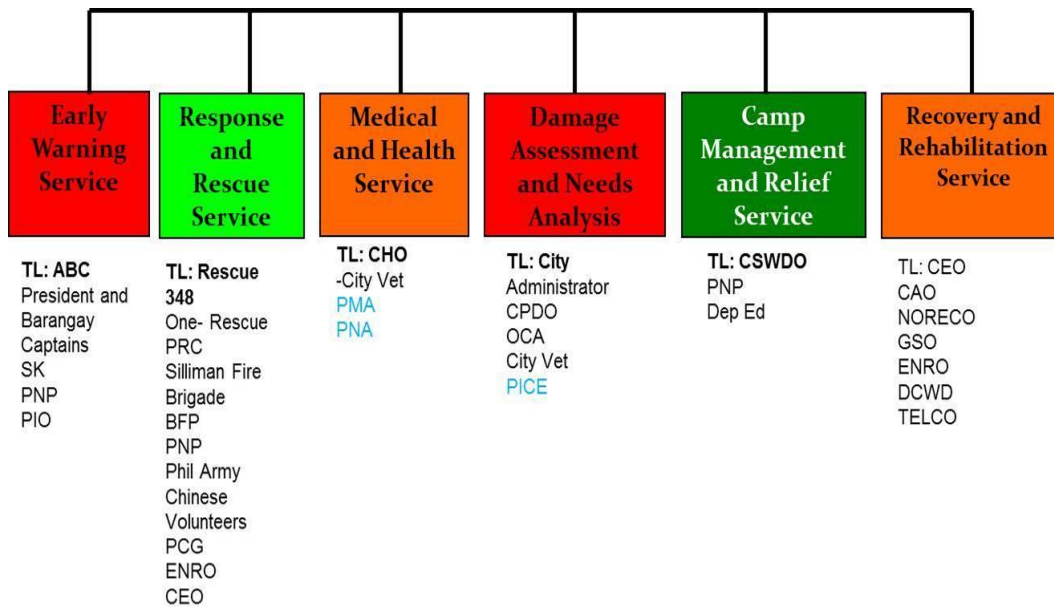 Early
Warning
Service
TL: ABC
President and
Barangay
Captains
SK
PNP
PIO
Response
and
Rescue
Service
TL: Rescue
348
One- Rescue
PRC
Silliman Fire
Brigade
BFP
PNP
Phil Army
Chinese
Volunteers
PCG
ENRO
CEO
Medical
and Health
Service
TL: CHO
-City Vet
PMA
PNA
Damage
Assessment
and Needs
Analysis
TL: City
Administrator
CPDO
OCA
City Vet
PICE
Camp
Management
and Relief
Service
TL: CSWDO
PNP
Dep Ed
Recovery and
Rehabilitation
Service
TL: CEO
CAO
NORECO
GSO
ENRO
DCWD
TELCO